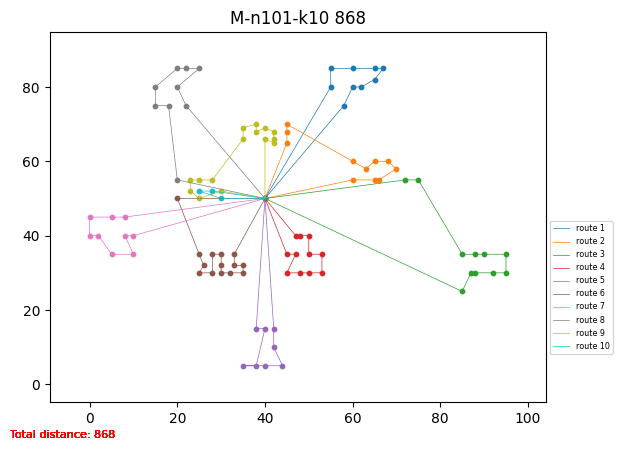 M-n101-k10 868
80
60
40
20
0
0 20 40 60 80 100
route 1
route 2
route 3
route 4
route 5
route 6
route 7
route 8
route 9
route 10
Total distance: